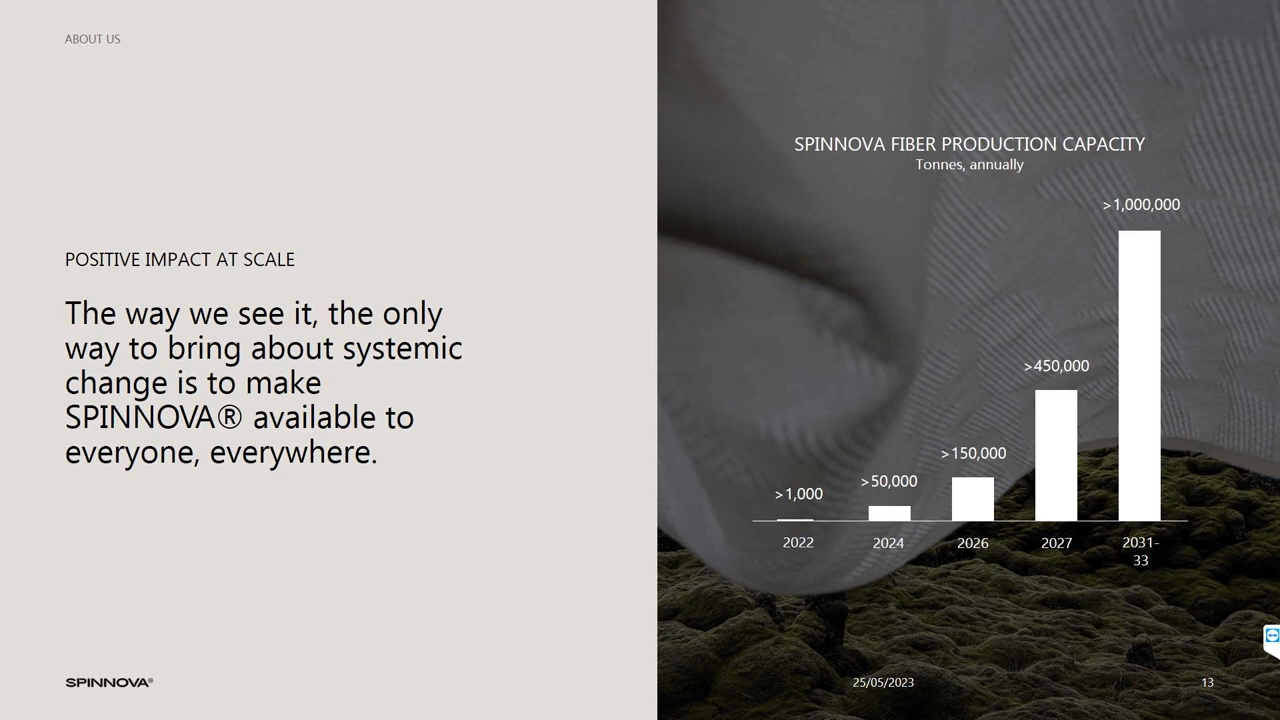 ABOUT US
POSITIVE IMPACT AT SCALE
The way we see it, the only
way to bring about systemic
change is to make
SPINNOVA® available to
everyone, everywhere.
SPINNOVA®
SPINNOVA FIBER PRODUCTION CAPACITY
Tonnes, annually
>1,000
>50,000
>150,000
>450,000
>1,000,000
2022
2024
2026
2027
2031-
33
25/05/2023
13